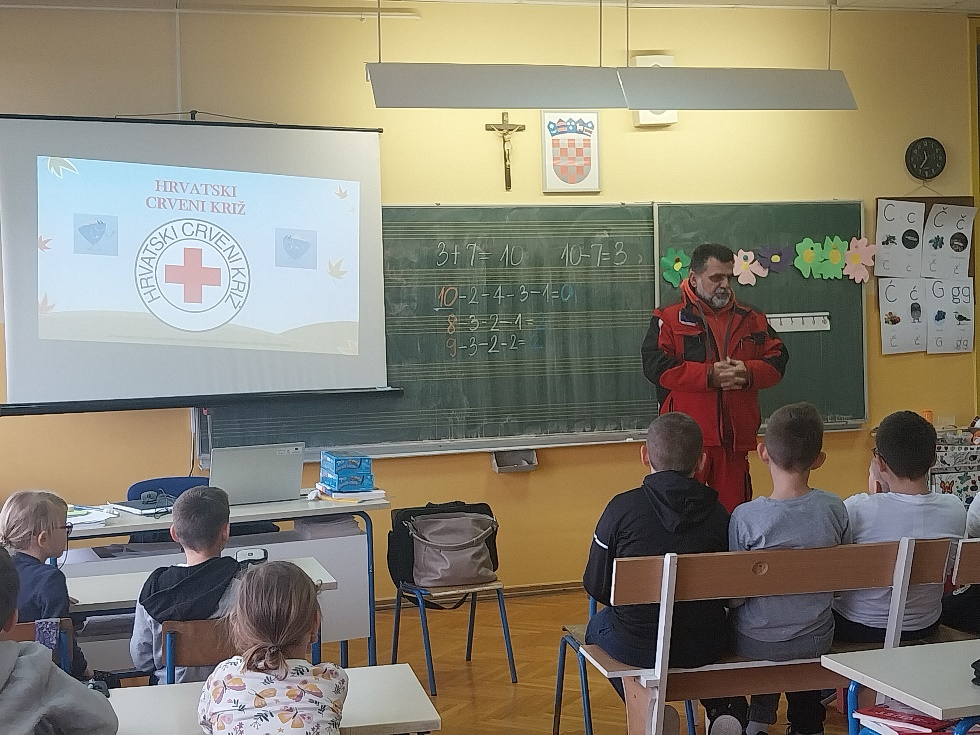 HRVATSKI
CRVENI KRIŽ
HRVATSKI CRVENI KRIŽ
3+7=10 10-7=3
10-2-4-3-1=0
8-3-2-1=
9-3-2-2=
C c Č č
Ć ć G g g